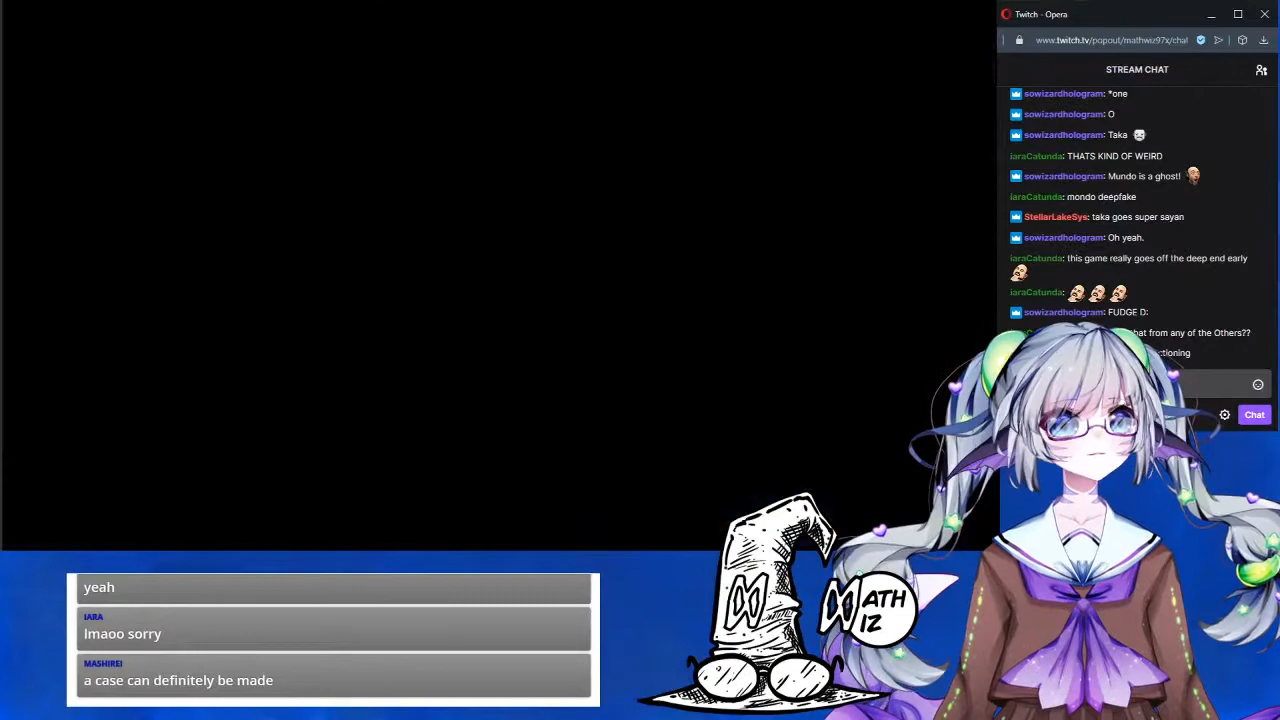 Twitch - Opera
www.twitch.tv/popout/mathwiz97x/chat
STREAM CHAT
sowizardhologram: *one
sowizardhologram: O
sowizardhologram: Taka
iaraCatunda: THATS KIND OF WEIRD
sowizardhologram: Mundo is a ghost!
iaraCatunda: mondo deepfake
StellarLakeSys: taka goes super sayan
sowizardhologram: Oh yeah.
iaraCatunda: this game really goes off the deep end early
iaraCatunda:
sowizardhologram: FUDGE D:
from any of the Others??
Chat
yeah
IARA
lmaoo sorry
MASHIREI
a case can definitely be made
ATH
IZ